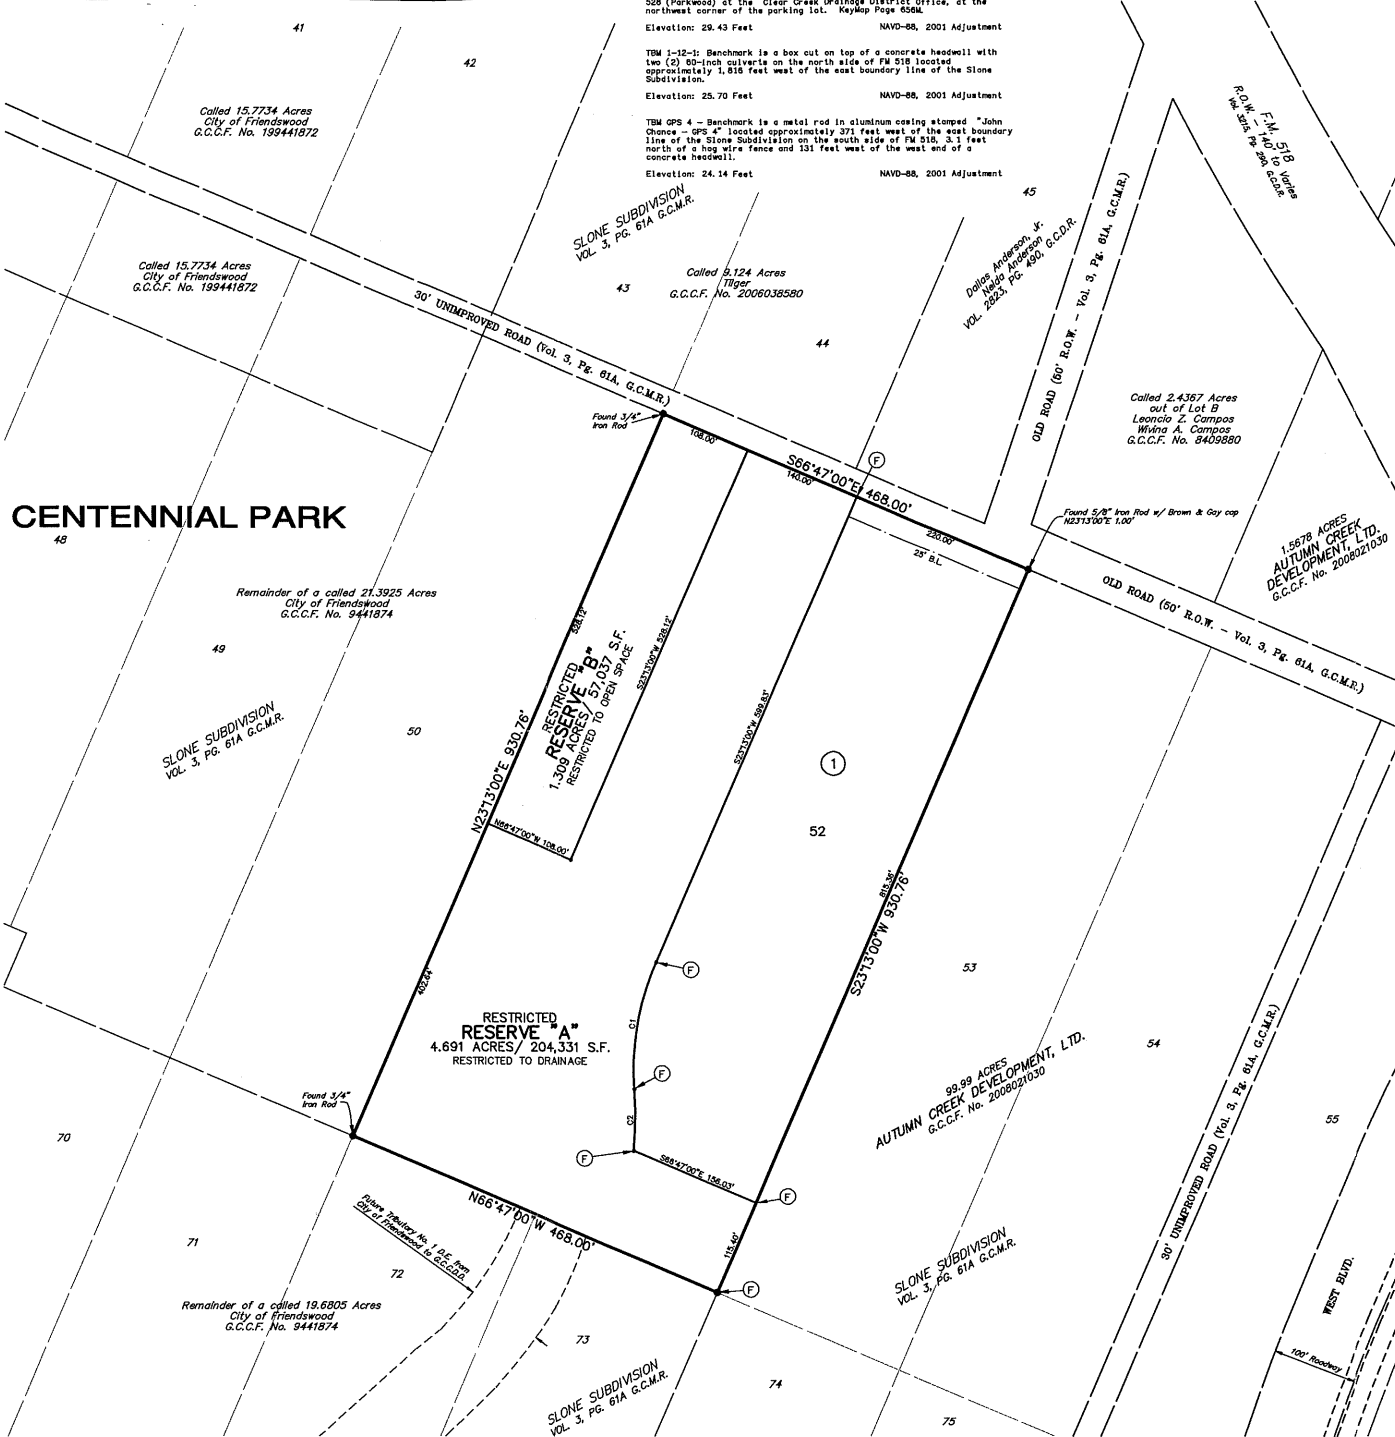 528 (Parkwood) at the Clear Creek Drainage District Office, at the
northwest corner of the parking lot. KeyMap Page 656M.
Elevation: 29.43 Feet NAVD-88, 2001 Adjustment
TBM 1-12-1: Benchmark is a box cut on top of a concrete headwall with
two (2) 60-inch culverts on the north side of FM 518 located
approximately 1,816 feet west of the east boundary line of the Slone
Subdivision.
Elevation: 25.70 Feet NAVD-88, 2001 Adjustment
TBM GPS 4 - Benchmark is a metal rod in aluminum casing stamped "John
Chance - GPS 4" located approximately 371 feet west of the east boundary
line of the Slone Subdivision on the south side of FM 518, 3.1 feet
north of a hog wire fence and 131 feet west of the west end of a
concrete headwall.
Elevation: 24.14 Feet NAVD-88, 2001 Adjustment
41
42
Called 15.7734 Acres
City of Friendswood
G.C.C.F. No. 199441872
F.M. 518
R.O.W. - 140' to Varies
Vol. 3215, Pg. 290, G.C.D.R.
SLONE SUBDIVISION
VOL. 3, PG. 61A G.C.M.R.
45
Dallas Anderson, Jr.
Nelda Anderson
VOL. 2823, PG. 490, G.C.D.R.
Called 15.7734 Acres
City of Friendswood
G.C.C.F. No. 199441872
43
Called 9.124 Acres
Tilger
G.C.C.F. No. 2006038580
44
30' UNIMPROVED ROAD (Vol. 3, Pg. 61A, G.C.M.R.)
OLD ROAD (50' R.O.W. - Vol. 3, Pg. 61A, G.C.M.R.)
Called 2.4367 Acres
out of Lot B
Leoncio Z. Campos
Wivina A. Campos
G.C.C.F. No. 8409880
Found 3/4"
Iron Rod
108.00'
S66°47'00"E 468.00'
140.00'
F
220.00'
25' B.L.
Found 5/8" Iron Rod w/ Brown & Gay cap
N23°13'00"E 1.00'
CENTENNIAL PARK
48
1.5678 ACRES
AUTUMN CREEK
DEVELOPMENT, LTD.
G.C.C.F. No. 2008021030
OLD ROAD (50' R.O.W. - Vol. 3, Pg. 61A, G.C.M.R.)
Remainder of a called 21.3925 Acres
City of Friendswood
G.C.C.F. No. 9441874
49
50
SLONE SUBDIVISION
VOL. 3, PG. 61A G.C.M.R.
528.12'
RESTRICTED
RESERVE "B"
1.309 ACRES/ 57,037 S.F.
RESTRICTED TO OPEN SPACE
S23°13'00"W 528.12'
S23°13'00"W 599.83'
N23°13'00"E 930.76'
N66°47'00"W 108.00'
1
52
815.36'
S23°13'00"W 930.76'
53
F
402.64'
C1
RESTRICTED
RESERVE "A"
4.691 ACRES/ 204,331 S.F.
RESTRICTED TO DRAINAGE
F
C2
F
S66°47'00"E 156.03'
F
115.40'
F
54
99.99 ACRES
AUTUMN CREEK DEVELOPMENT, LTD.
G.C.C.F. No. 2008021030
55
30' UNIMPROVED ROAD (Vol. 3, Pg. 61A, G.C.M.R.)
Found 3/4"
Iron Rod
70
N66°47'00"W 468.00'
Future Tributary No. 1 D.E. from
City of Friendswood to G.C.C.D.D.
71
72
Remainder of a called 19.6805 Acres
City of Friendswood
G.C.C.F. No. 9441874
73
SLONE SUBDIVISION
VOL. 3, PG. 61A G.C.M.R.
SLONE SUBDIVISION
VOL. 3, PG. 61A G.C.M.R.
74
75
WEST BLVD.
100' Roadway